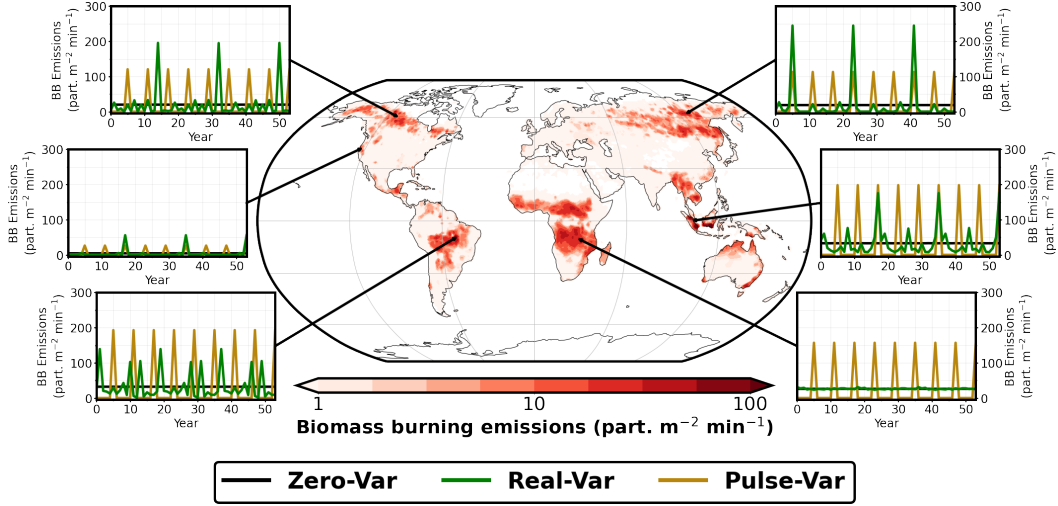 300
200
100
0
BB Emissions
(part. m⁻² min⁻¹)
0 10 20 30 40 50
Year
300
200
100
0
BB Emissions
(part. m⁻² min⁻¹)
0 10 20 30 40 50
Year
300
200
100
0
BB Emissions
(part. m⁻² min⁻¹)
0 10 20 30 40 50
Year
300
200
100
0
BB Emissions
(part. m⁻² min⁻¹)
0 10 20 30 40 50
Year
300
200
100
0
BB Emissions
(part. m⁻² min⁻¹)
0 10 20 30 40 50
Year
300
200
100
0
BB Emissions
(part. m⁻² min⁻¹)
0 10 20 30 40 50
Year
1 10 100
Biomass burning emissions (part. m⁻² min⁻¹)
Zero-Var Real-Var Pulse-Var